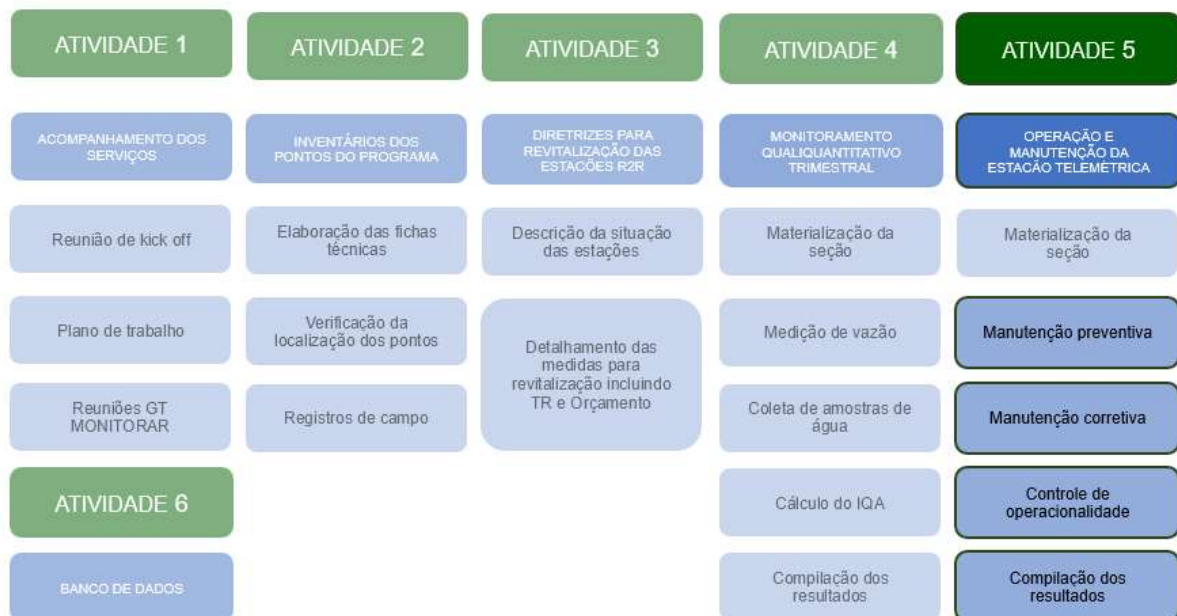 ATIVIDADE 1
ACOMPANHAMENTO DOS
SERVIÇOS
Reunião de kick off
Plano de trabalho
Reuniões GT
MONITORAR
ATIVIDADE 6
BANCO DE DADOS
ATIVIDADE 2
INVENTÁRIOS DOS
PONTOS DO PROGRAMA
Elaboração das fichas
técnicas
Verificação da
localização dos pontos
Registros de campo
ATIVIDADE 3
DIRETRIZES PARA
REVITALIZAÇÃO DAS
ESTACÕES R2R
Descrição da situação
das estações
Detalhamento das
medidas para
revitalização incluindo
TR e Orçamento
ATIVIDADE 4
MONITORAMENTO
QUALIQUANTITATIVO
TRIMESTRAL
Materialização da
seção
Medição de vazão
Coleta de amostras de
água
Cálculo do IQA
Compilação dos
resultados
ATIVIDADE 5
OPERAÇÃO E
MANUTENÇÃO DA
ESTACÃO TELEMÉTRICA
Materialização da
seção
Manutenção preventiva
Manutenção corretiva
Controle de
operacionalidade
Compilação dos
resultados